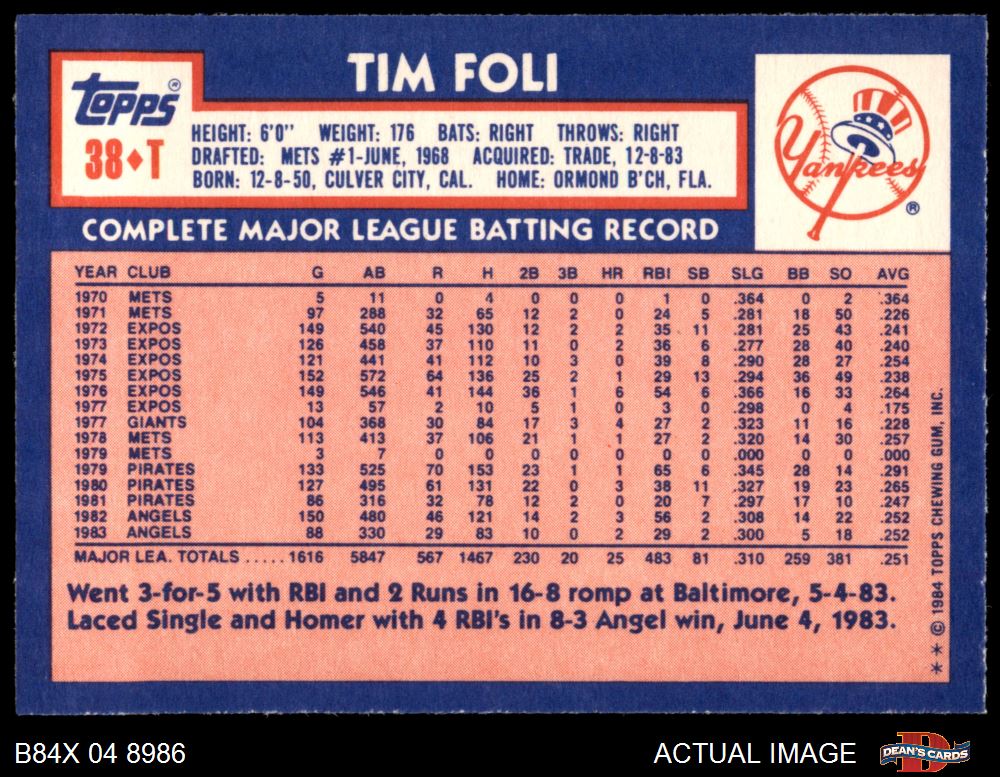 TIM FOLI
Topps®
38♦T
HEIGHT: 6'0" WEIGHT: 176 BATS: RIGHT THROWS: RIGHT
DRAFTED: METS #1-JUNE, 1968 ACQUIRED: TRADE, 12-8-83
BORN: 12-8-50, CULVER CITY, CAL. HOME: ORMOND B'CH, FLA.
Yankees
®
COMPLETE MAJOR LEAGUE BATTING RECORD
YEAR CLUB G AB R H 2B 3B HR RBI SB SLG BB SO AVG
1970 METS 5 11 0 4 0 0 0 1 0 .364 0 2 .364
1971 METS 97 288 32 65 12 2 0 24 5 .281 18 50 .226
1972 EXPOS 149 540 45 130 12 2 2 35 11 .281 25 43 .241
1973 EXPOS 126 458 37 110 11 0 2 36 6 .277 28 40 .240
1974 EXPOS 121 441 41 112 10 3 0 39 8 .290 28 27 .254
1975 EXPOS 152 572 64 136 25 2 1 29 13 .294 36 49 .238
1976 EXPOS 149 546 41 144 36 1 6 54 6 .366 16 33 .264
1977 EXPOS 13 57 2 10 5 1 0 3 0 .298 0 4 .175
1977 GIANTS 104 368 30 84 17 3 4 27 2 .323 11 16 .228
1978 METS 113 413 37 106 21 1 1 27 2 .320 14 30 .257
1979 METS 3 7 0 0 0 0 0 0 0 .000 0 0 .000
1979 PIRATES 133 525 70 153 23 1 1 65 6 .345 28 14 .291
1980 PIRATES 127 495 61 131 22 0 3 38 11 .327 19 23 .265
1981 PIRATES 86 316 32 78 12 2 0 20 7 .297 17 10 .247
1982 ANGELS 150 480 46 121 14 2 3 56 2 .308 14 22 .252
1983 ANGELS 88 330 29 83 10 0 2 29 2 .300 5 18 .252
MAJOR LEA. TOTALS ..... 1616 5847 567 1467 230 20 25 483 81 .310 259 381 .251
Went 3-for-5 with RBI and 2 Runs in 16-8 romp at Baltimore, 5-4-83.
Laced Single and Homer with 4 RBI's in 8-3 Angel win, June 4, 1983.
** © 1984 TOPPS CHEWING GUM, INC.
B84X 04 8986
ACTUAL IMAGE
DEAN'S CARDS